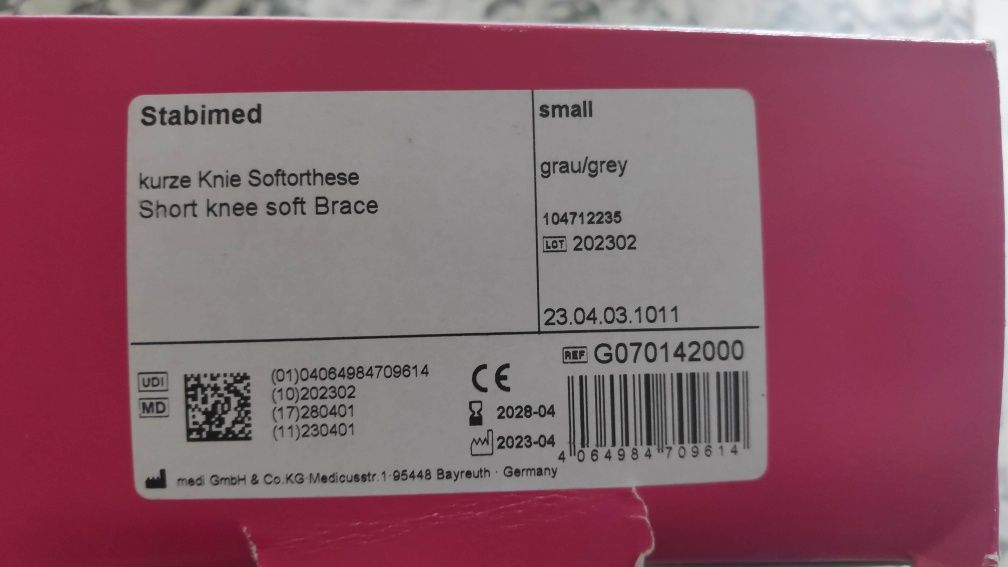 Stabimed
kurze Knie Softorthese
Short knee soft Brace
small
grau/grey
104712235
LOT 202302
23.04.03.1011
REF G070142000
UDI
MD
(01)04064984709614
(10)202302
(17)280401
(11)230401
CE
2028-04
2023-04
4 064984 709614
medi GmbH & Co.KG·Medicusstr.1·95448 Bayreuth · Germany